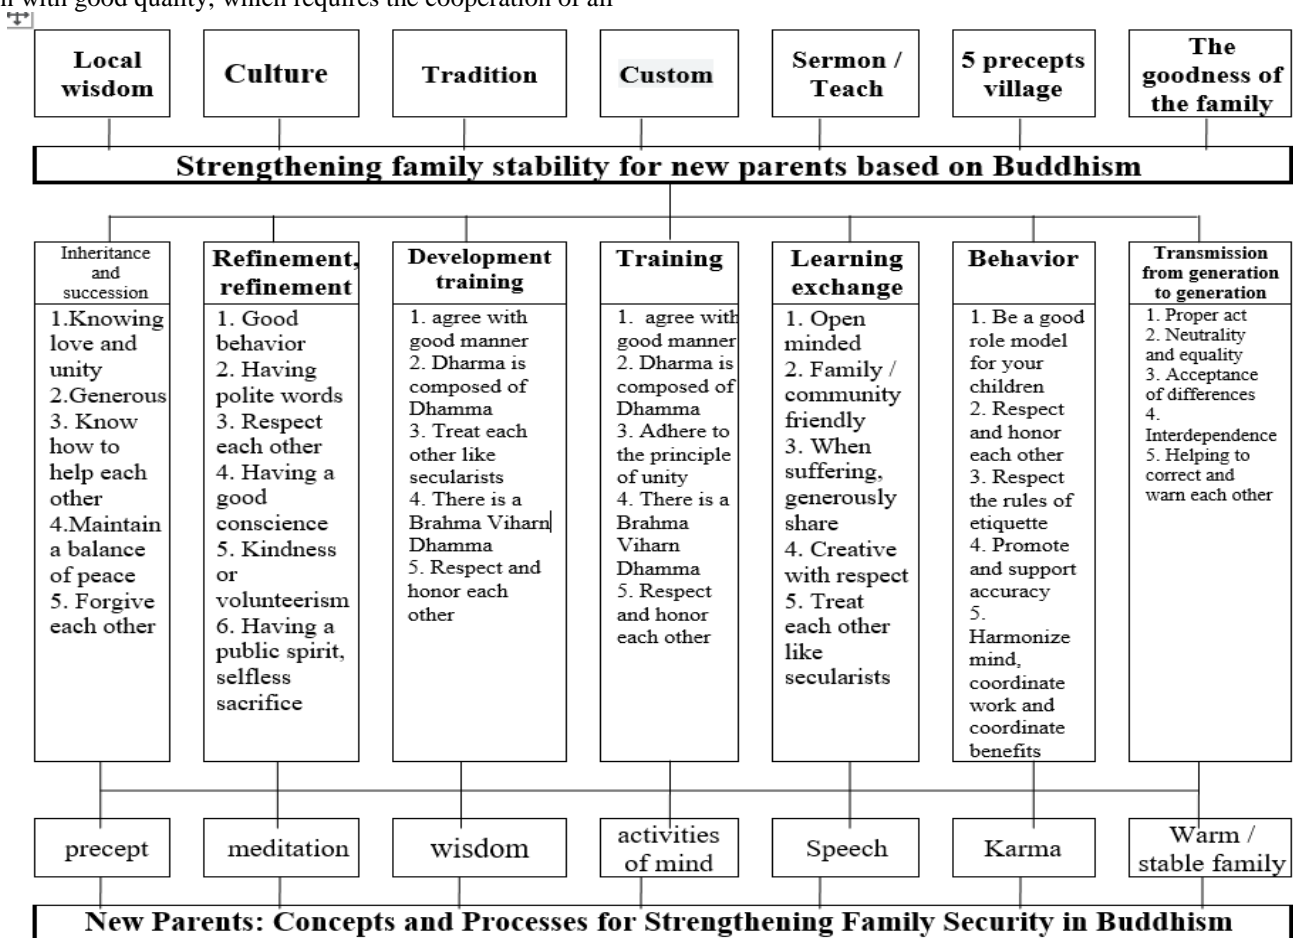 with good quality, which requires the cooperation of all
Local
wisdom
Culture
Tradition
Custom
Sermon /
Teach
5 precepts
village
The
goodness of
the family
Strengthening family stability for new parents based on Buddhism
Inheritance
and
succession
1.Knowing
love and
unity
2.Generous
3. Know
how to
help each
other
4.Maintain
a balance
of peace
5. Forgive
each other
Refinement,
refinement
1. Good
behavior
2. Having
polite words
3. Respect
each other
4. Having a
good
conscience
5. Kindness
or
volunteerism
6. Having a
public spirit,
selfless
sacrifice
Development
training
1. agree with
good manner
2. Dharma is
composed of
Dhamma
3. Treat each
other like
secularists
4. There is a
Brahma Viharn
Dhamma
5. Respect and
honor each
other
Training
1. agree with
good manner
2. Dharma is
composed of
Dhamma
3. Adhere to
the principle
of unity
4. There is a
Brahma
Viharn
Dhamma
5. Respect
and honor
each other
Learning
exchange
1. Open
minded
2. Family /
community
friendly
3. When
suffering,
generously
share
4. Creative
with respect
5. Treat
each other
like
secularists
Behavior
1. Be a good
role model
for your
children
2. Respect
and honor
each other
3. Respect
the rules of
etiquette
4. Promote
and support
accuracy
5.
Harmonize
mind,
coordinate
work and
coordinate
benefits
Transmission
from generation
to generation
1. Proper act
2. Neutrality
and equality
3. Acceptance
of differences
4.
Interdependence
5. Helping to
correct and
warn each other
precept
meditation
wisdom
activities
of mind
Speech
Karma
Warm /
stable family
New Parents: Concepts and Processes for Strengthening Family Security in Buddhism